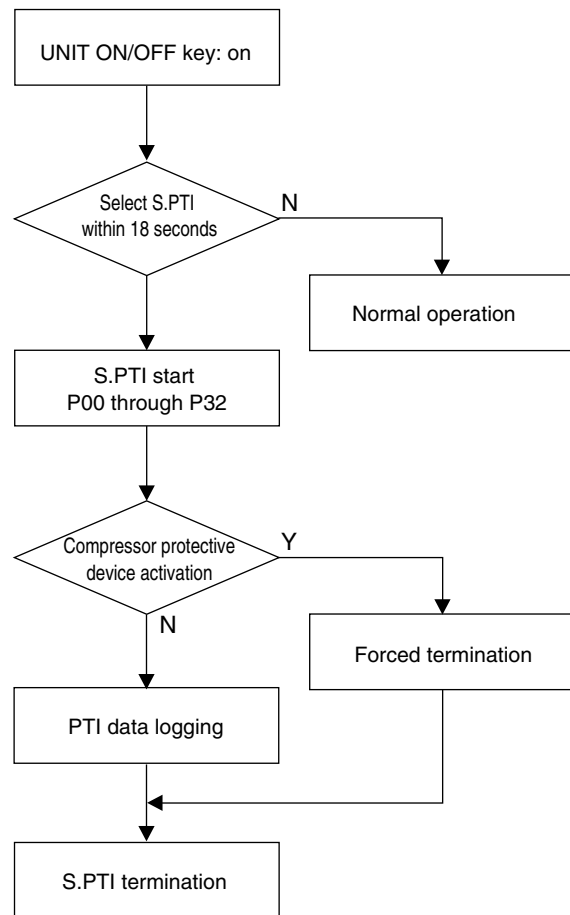 UNIT ON/OFF key: on
Select S.PTI
within 18 seconds
N
Normal operation
S.PTI start
P00 through P32
Compressor protective
device activation
Y
N
Forced termination
PTI data logging
S.PTI termination